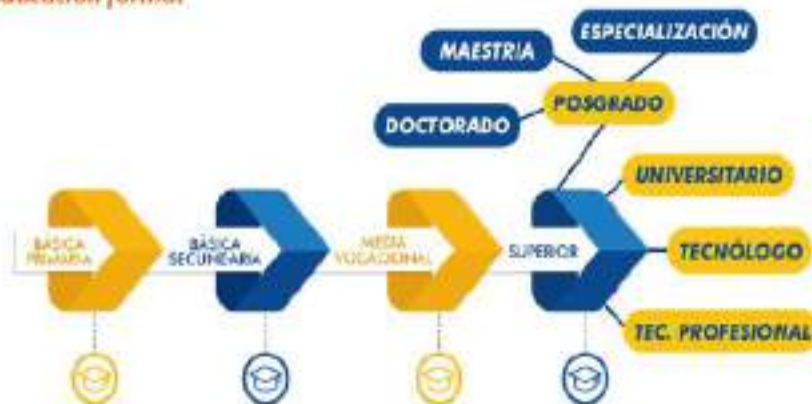 ESPECIALIZACIÓN
MAESTRIA
POSGRADO
DOCTORADO
UNIVERSITARIO
BÁSICA
PRIMARIA
BÁSICA
SECUNDARIA
MEDIA
VOCACIONAL
SUPERIOR
TECNÓLOGO
TEC. PROFESIONAL